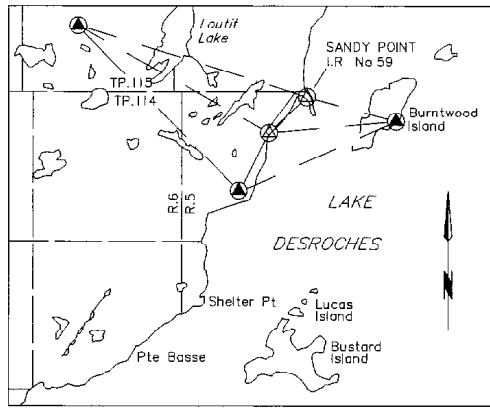 Loutit
Lake
SANDY POINT
I.R No 59
TP. 115
TP. 114
Burntwood
Island
R.6
R.5
LAKE
DESROCHES
N
Shelter Pt
Lucas
Island
Bustard
Island
Pte Basse